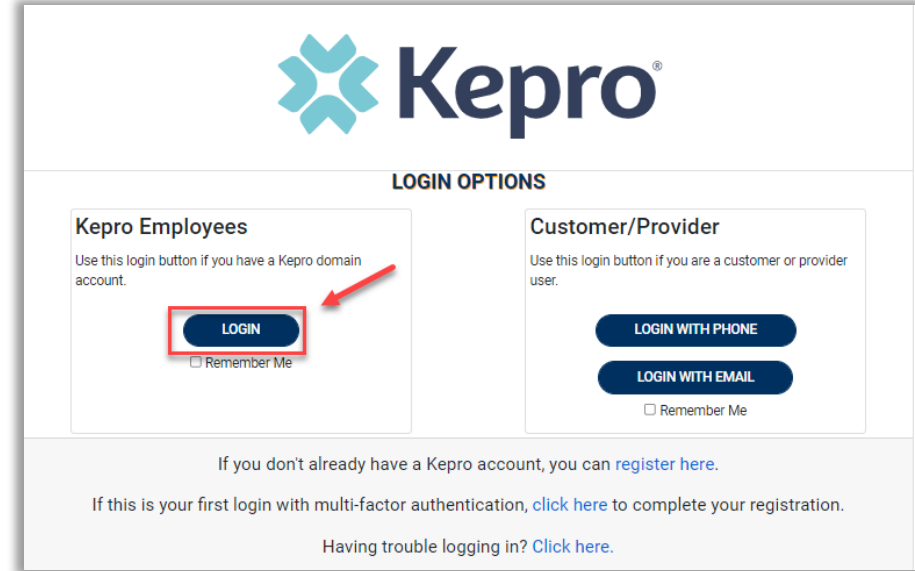 Kepro®
LOGIN OPTIONS
Kepro Employees
Use this login button if you have a Kepro domain
account.
LOGIN
Remember Me
Customer/Provider
Use this login button if you are a customer or provider
user.
LOGIN WITH PHONE
LOGIN WITH EMAIL
Remember Me
If you don't already have a Kepro account, you can register here.
If this is your first login with multi-factor authentication, click here to complete your registration.
Having trouble logging in? Click here.